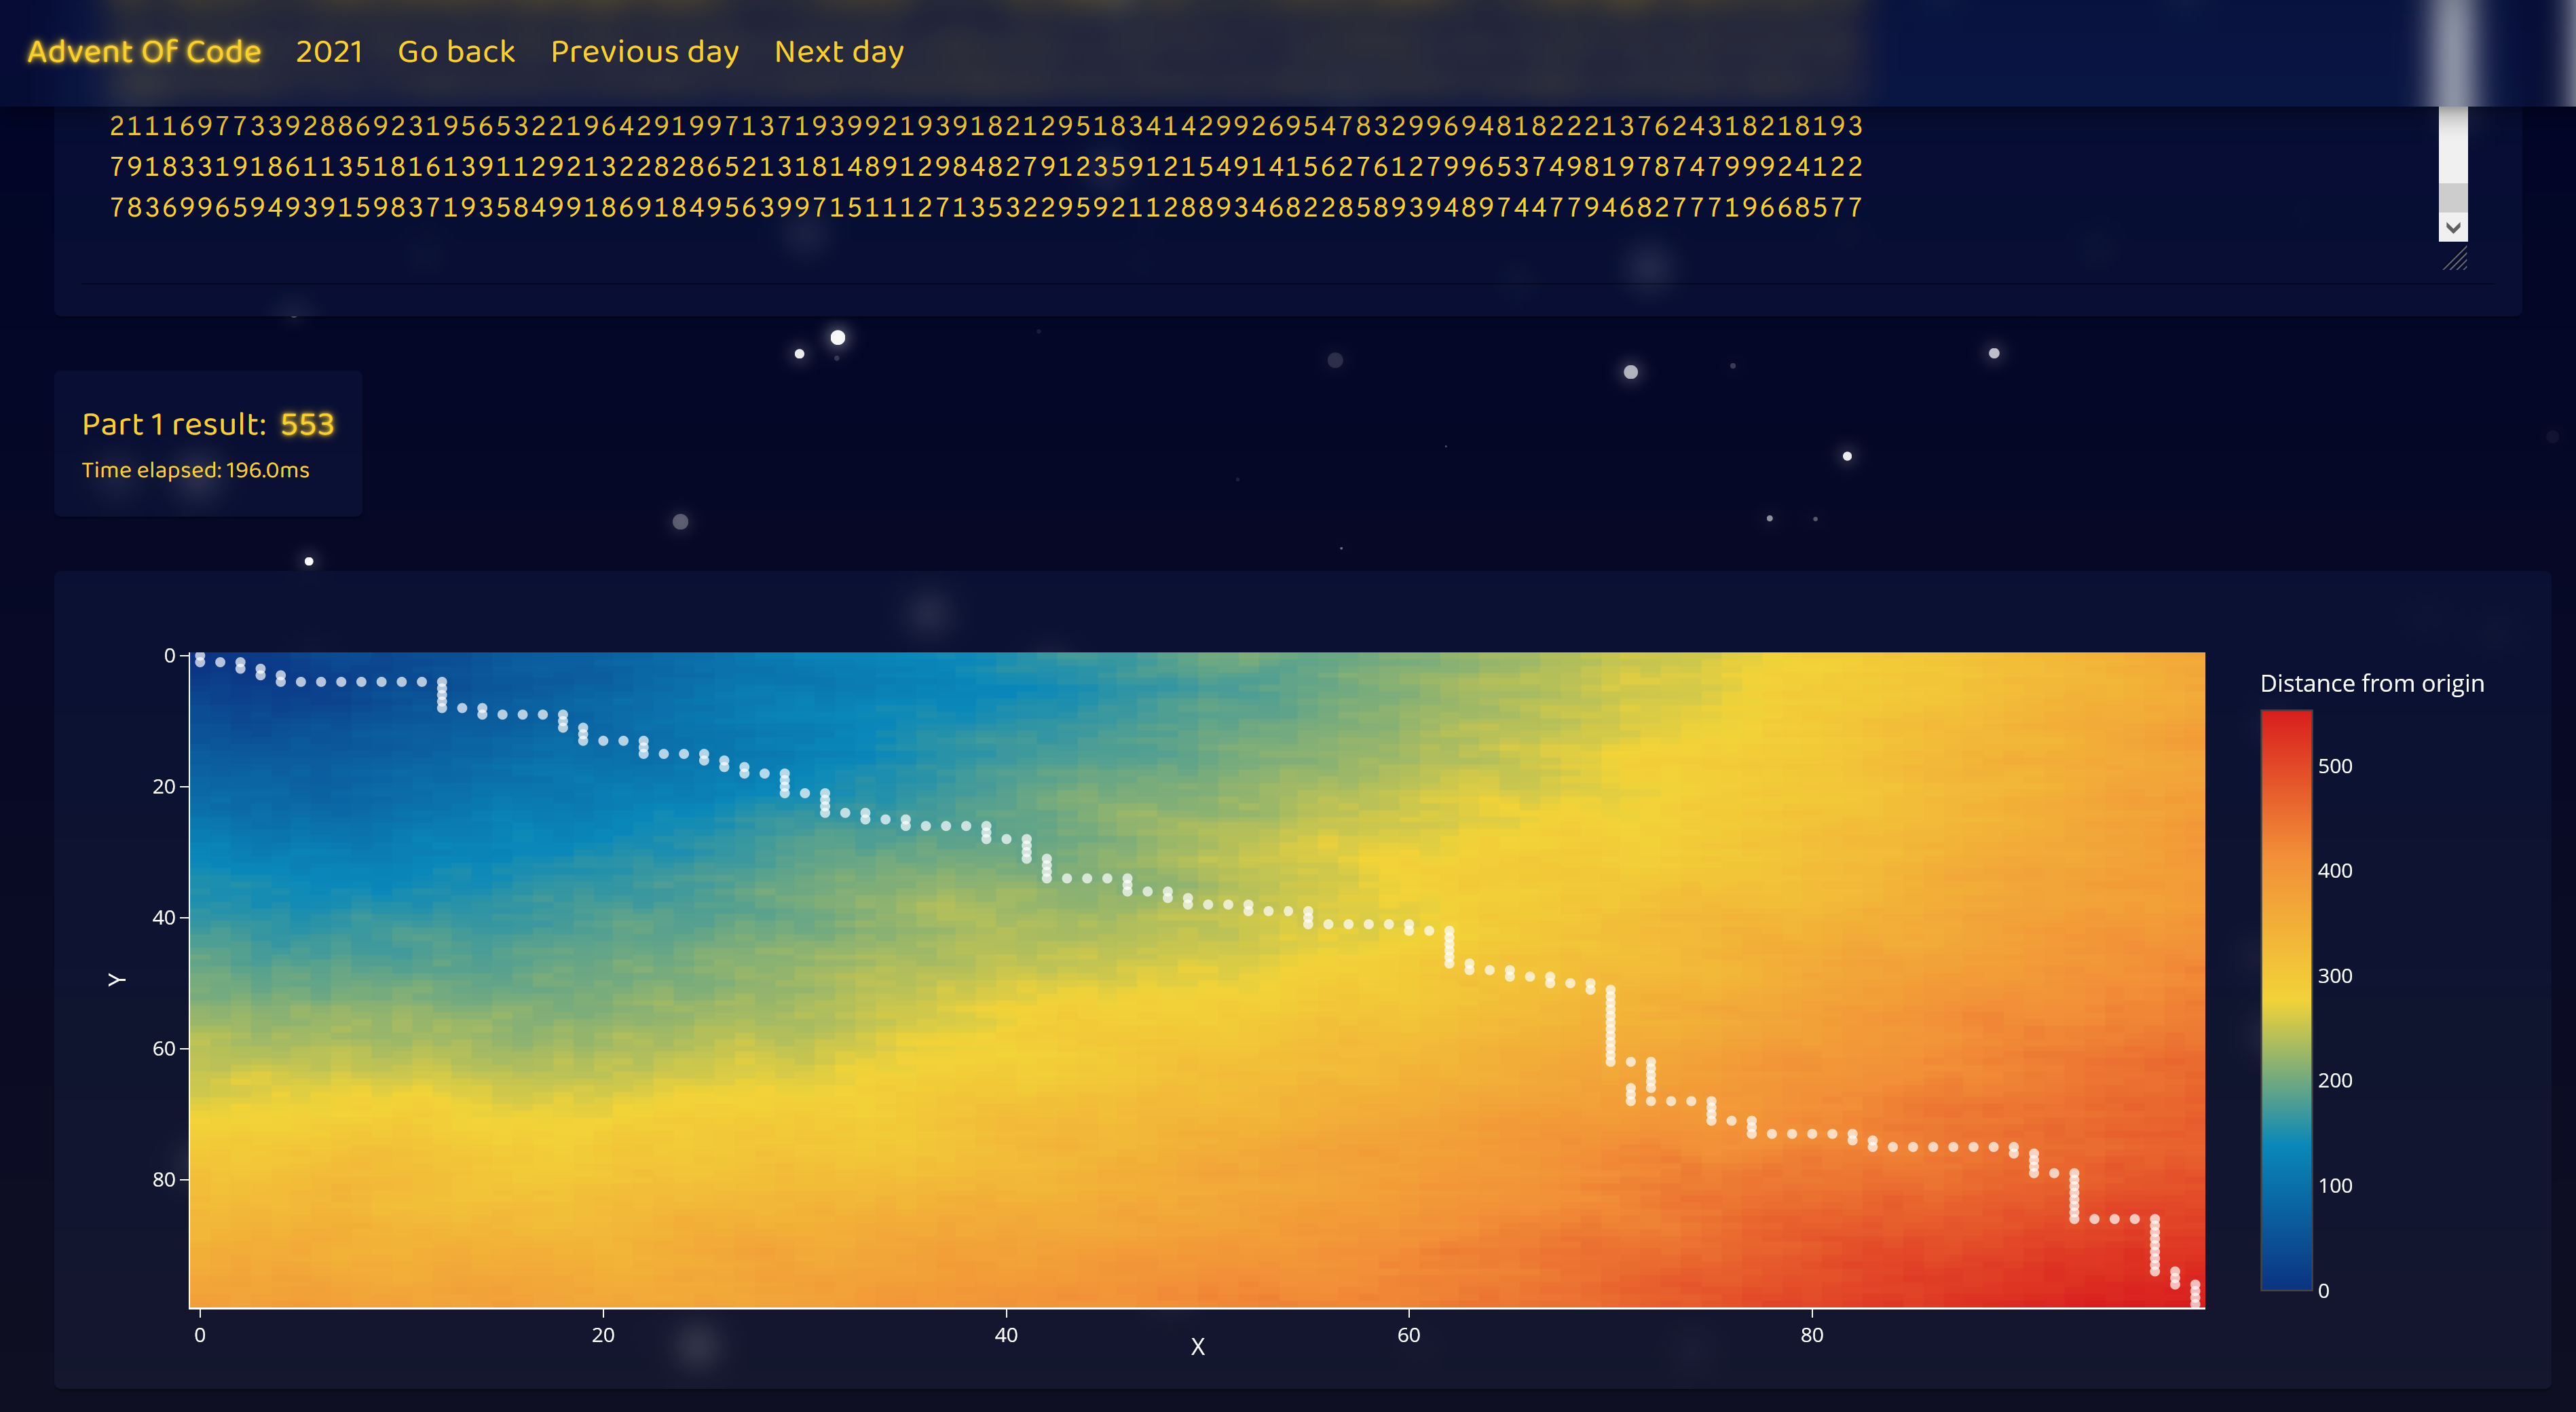 Advent Of Code 2021 Go back Previous day Next day
2111697733928869231956532219642919971371939921939182129518341429926954783299694818222137624318218193
7918331918611351816139112921322828652131814891298482791235912154914156276127996537498197874799924122
7836996594939159837193584991869184956399715111271353229592112889346822858939489744779468277719668577
Part 1 result: 553
Time elapsed: 196.0ms
Distance from origin
500
400
300
200
100
0
Y
0
20
40
60
80
0 20 40 60 80
X